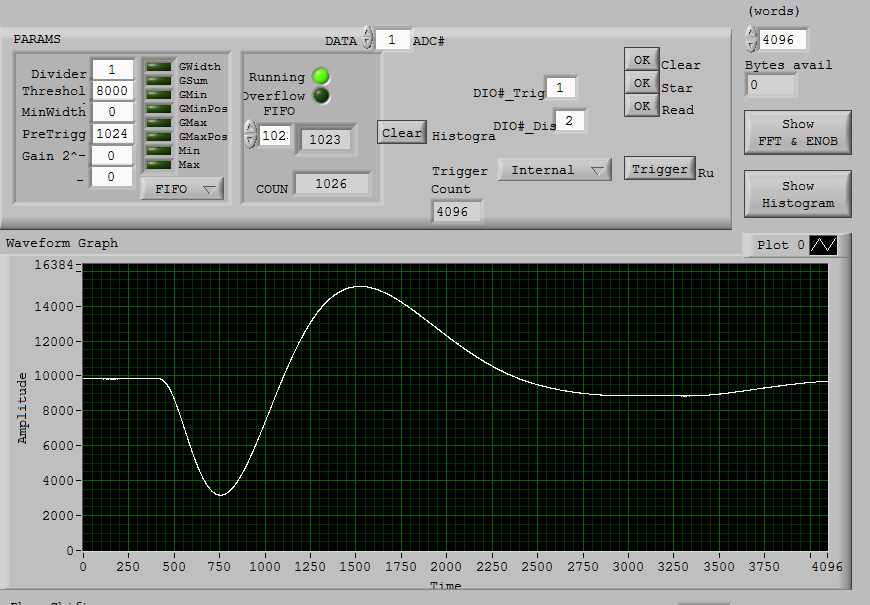 (words)
4096
Bytes avail
0
Show
FFT & ENOB
Show
Histogram
PARAMS
Divider 1
Threshol 8000
MinWidth 0
PreTrigg 1024
Gain 2^- 0
- 0
GWidth
GSum
GMin
GMinPos
GMax
GMaxPos
Min
Max
FIFO
DATA 1 ADC#
Running
Overflow
FIFO
102 1023
COUN 1026
Clear Histogra
DIO#_Trig 1
DIO#_Dis 2
OK Clear
OK Star
OK Read
Trigger Internal Trigger Ru
Count
4096
Waveform Graph
Plot 0
Amplitude
16384
14000
12000
10000
8000
6000
4000
2000
0
0 250 500 750 1000 1250 1500 1750 2000 2250 2500 2750 3000 3250 3500 3750 4096
Time